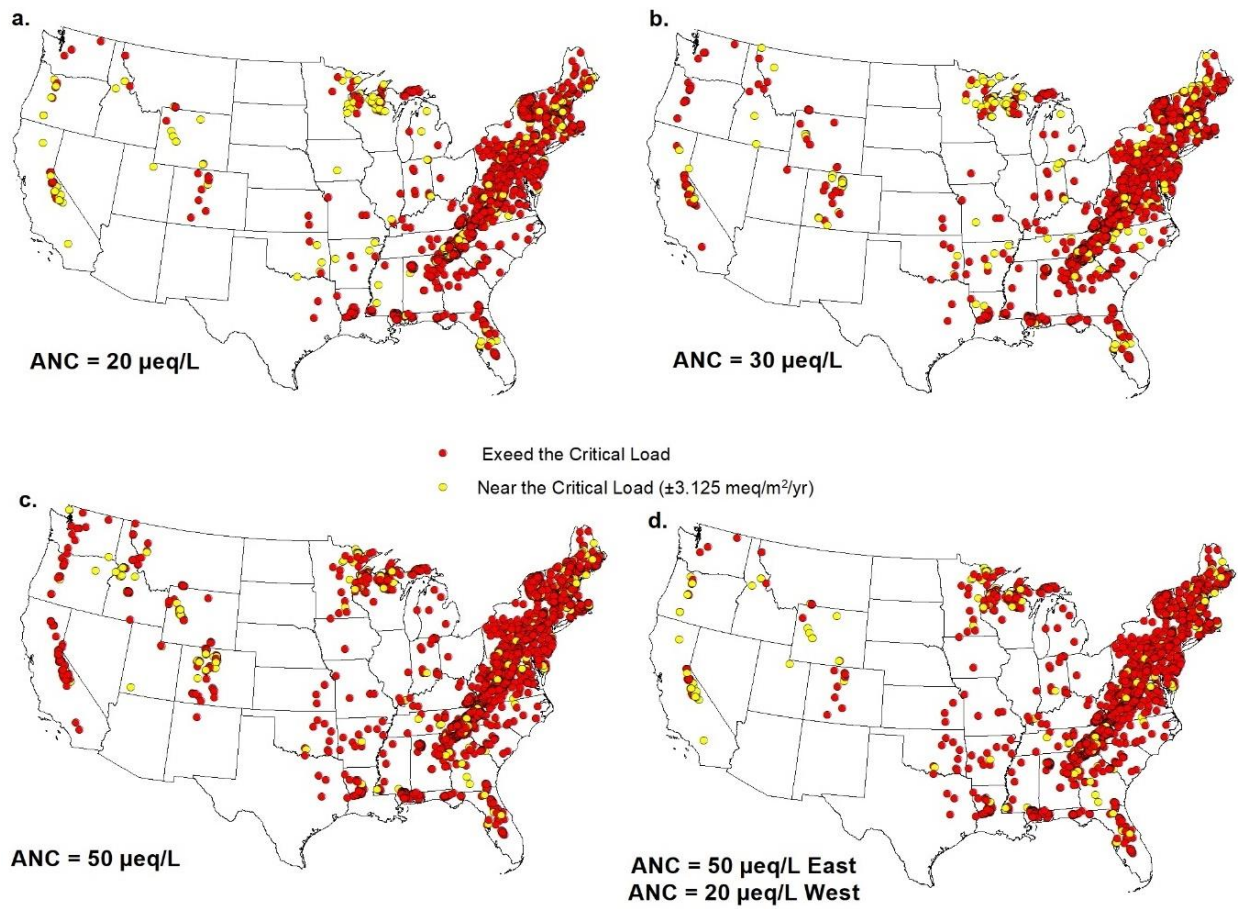 a.
b.
ANC = 20 µeq/L
ANC = 30 µeq/L
Exeed the Critical Load
Near the Critical Load (±3.125 meq/m²/yr)
c.
d.
ANC = 50 µeq/L
ANC = 50 µeq/L East
ANC = 20 µeq/L West